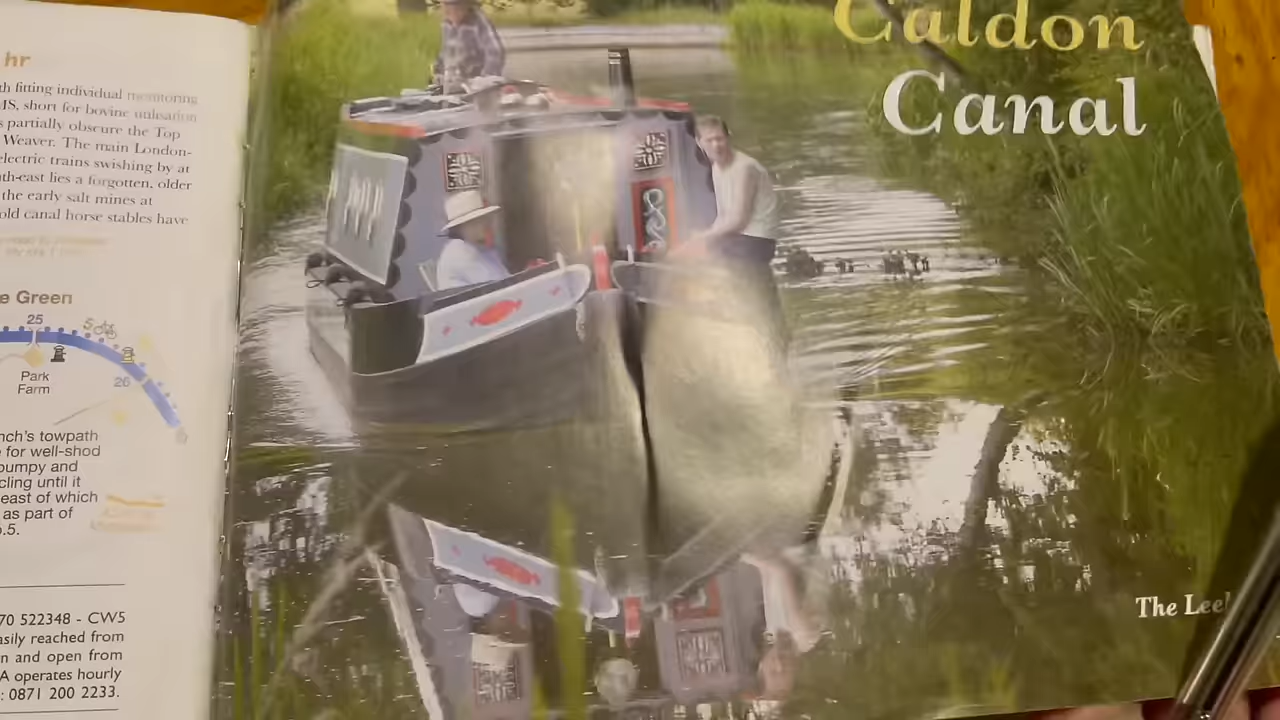 hr
th fitting individual monitoring
MS, short for bovine utilisation
s partially obscure the Top
Weaver. The main London-
electric trains swishing by at
th-east lies a forgotten, older
the early salt mines at
old canal horse stables have
e Green
25
5
26
Park
Farm
nch's towpath
e for well-shod
bumpy and
cling until it
east of which
as part of
o.5.
70 522348 - CW5
asily reached from
n and open from
A operates hourly
: 0871 200 2233.
Caldon
Canal
The Leek